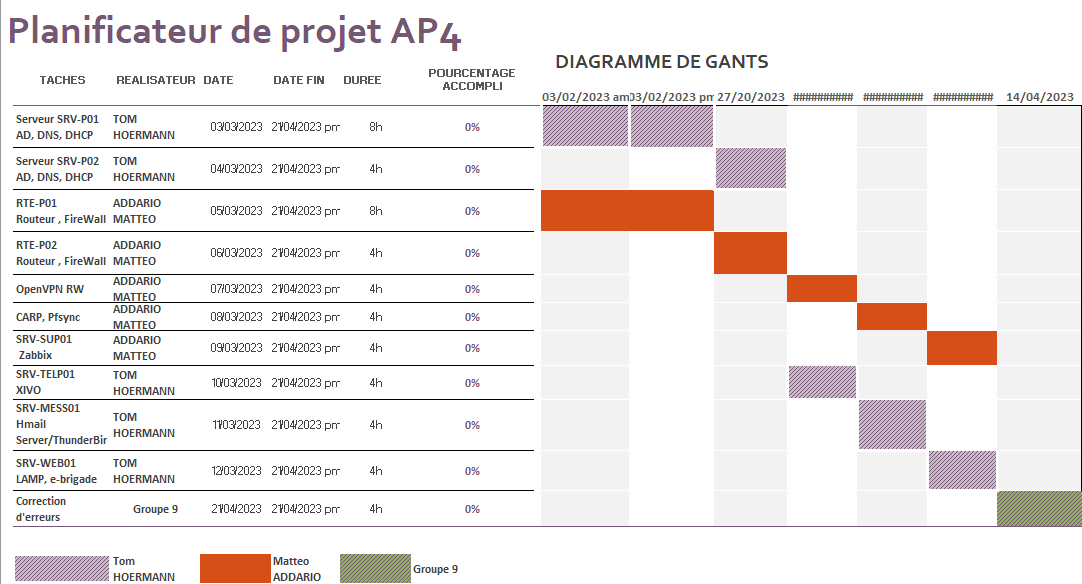 Planificateur de projet AP4
DIAGRAMME DE GANTS
TACHES REALISATEUR DATE DATE FIN DUREE POURCENTAGE
ACCOMPLI
03/02/2023 am 03/02/2023 pm 27/20/2023 ########## ########## ########## 14/04/2023
Serveur SRV-P01 TOM
AD, DNS, DHCP HOERMANN 03/03/2023 21/04/2023 pm 8h 0%
Serveur SRV-P02 TOM
AD, DNS, DHCP HOERMANN 04/03/2023 21/04/2023 pm 4h 0%
RTE-P01 ADDARIO
Routeur , FireWall MATTEO 05/03/2023 21/04/2023 pm 8h 0%
RTE-P02 ADDARIO
Routeur , FireWall MATTEO 06/03/2023 21/04/2023 pm 4h 0%
OpenVPN RW ADDARIO
MATTEO 07/03/2023 21/04/2023 pm 4h 0%
CARP, Pfsync ADDARIO
MATTEO 08/03/2023 21/04/2023 pm 4h 0%
SRV-SUP01 ADDARIO
Zabbix MATTEO 09/03/2023 21/04/2023 pm 4h 0%
SRV-TELP01 TOM
XIVO HOERMANN 10/03/2023 21/04/2023 pm 4h 0%
SRV-MESS01 TOM
Hmail HOERMANN 11/03/2023 21/04/2023 pm 4h 0%
Server/ThunderBir
SRV-WEB01 TOM
LAMP, e-brigade HOERMANN 12/03/2023 21/04/2023 pm 4h 0%
Correction
d'erreurs Groupe 9 21/04/2023 21/04/2023 pm 4h 0%
Tom
HOERMANN
Matteo
ADDARIO
Groupe 9